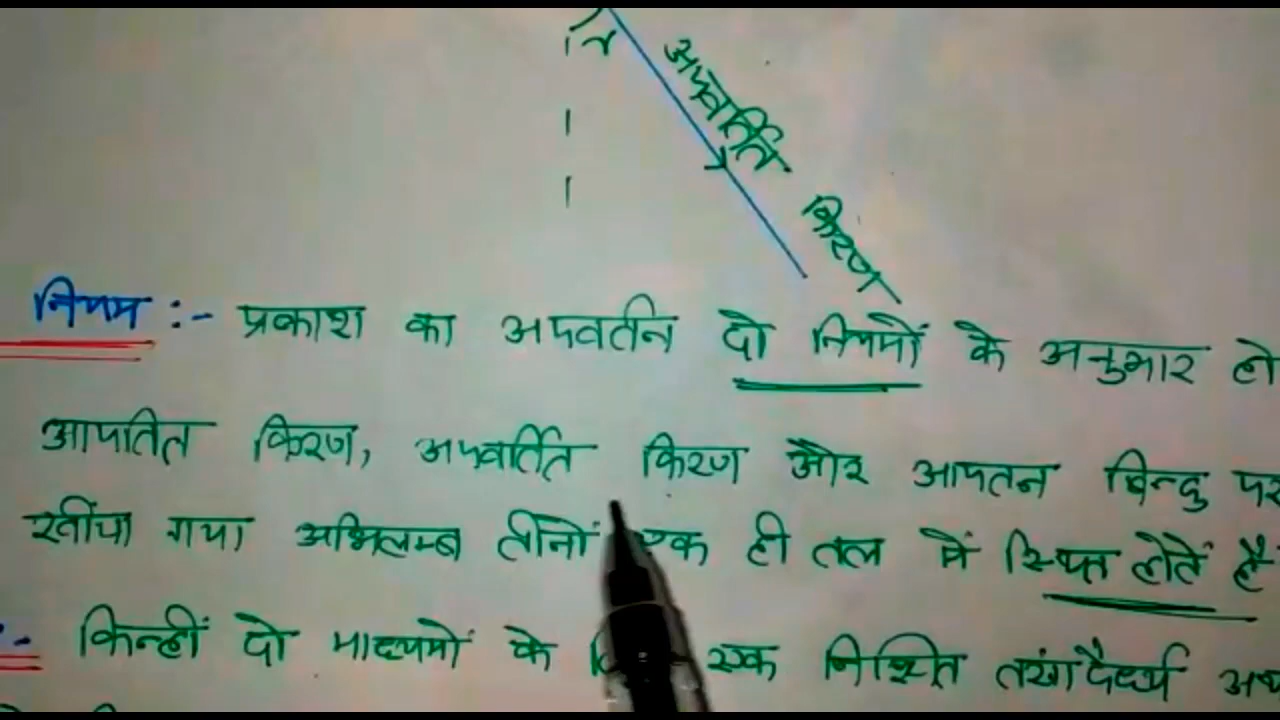 r
अपवर्तित किरण
नियम :- प्रकाश का अपवर्तन दो नियमों के अनुसार हो
आपतित किरण, अपवर्तित किरण और आपतन बिन्दु पर
खींचा गया अभिलम्ब तीनों एक ही तल में स्थित होतें हैं
किन्हीं दो माध्यमों के एक निश्चित तरंगदैर्ध्य